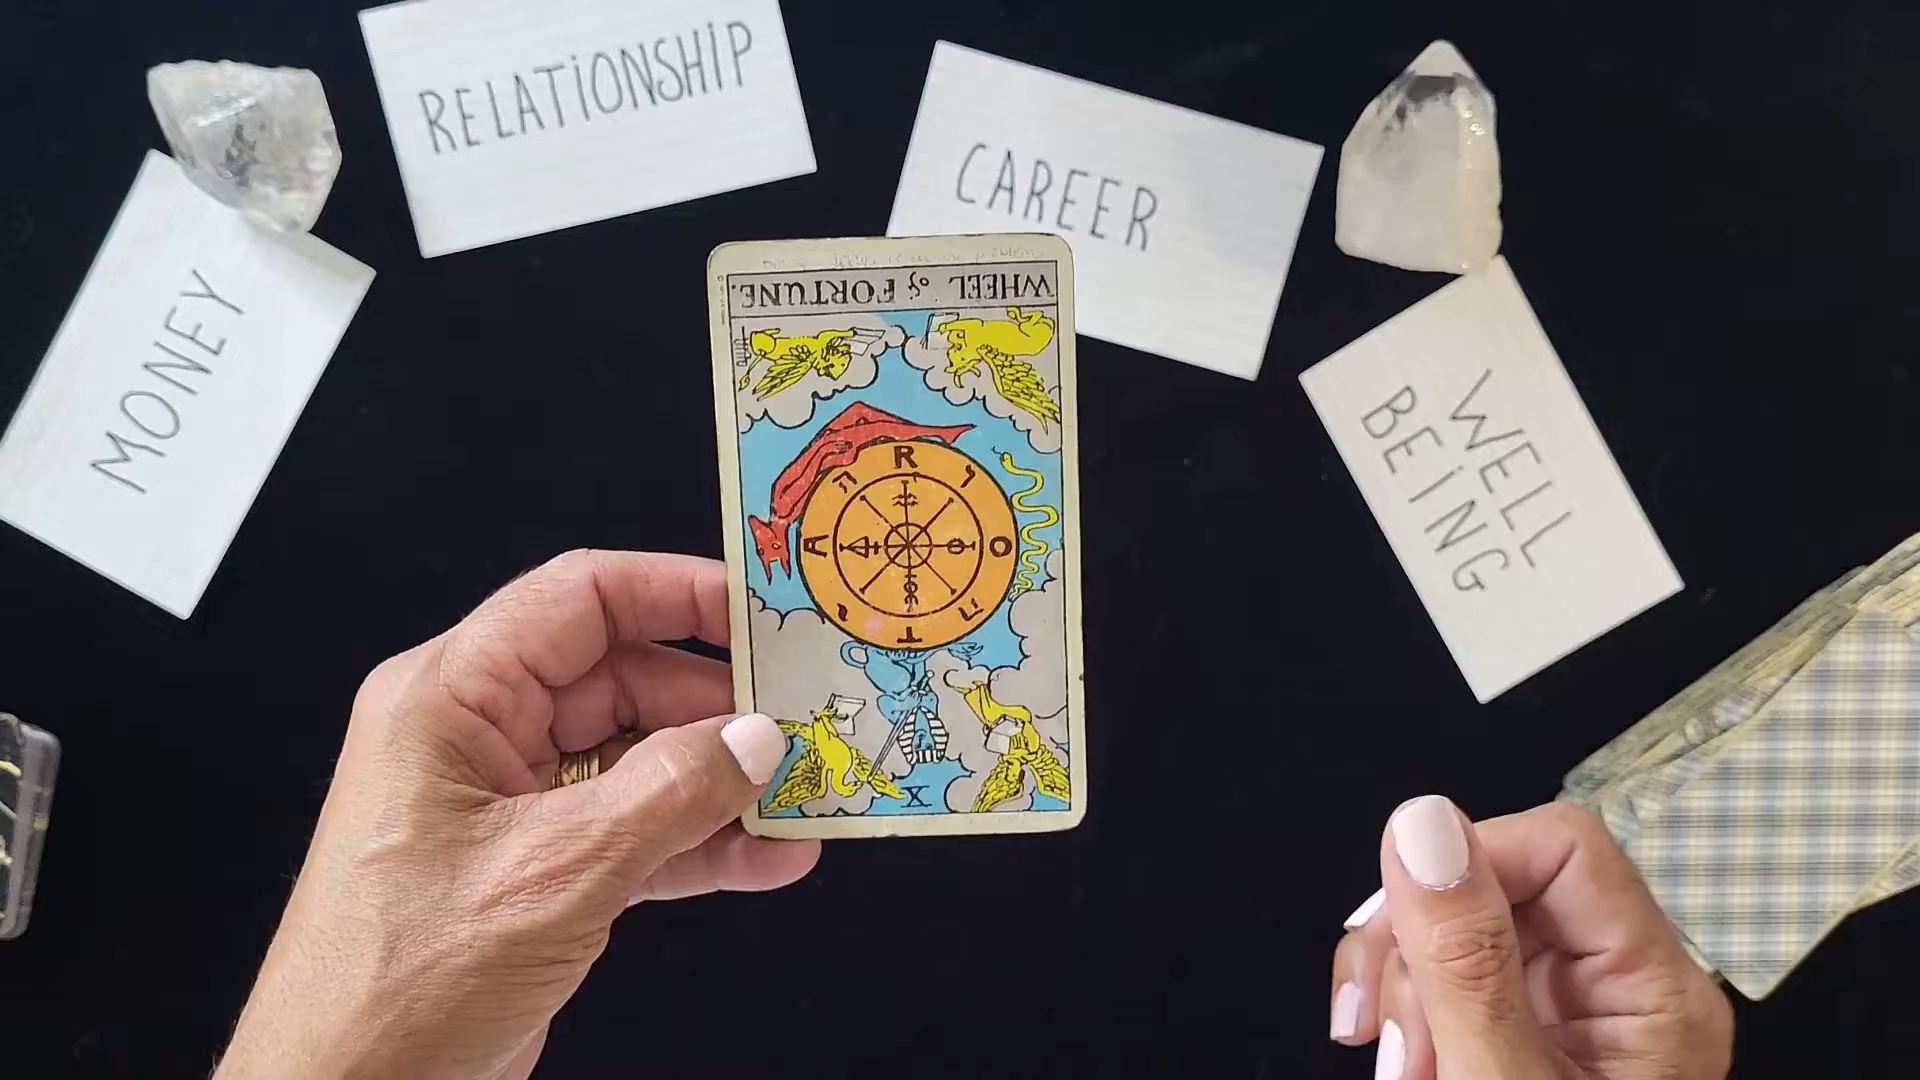 RELATIONSHIP
CAREER
MONEY
WELL
BEING
WHEEL of FORTUNE.
R
A
O
T
X